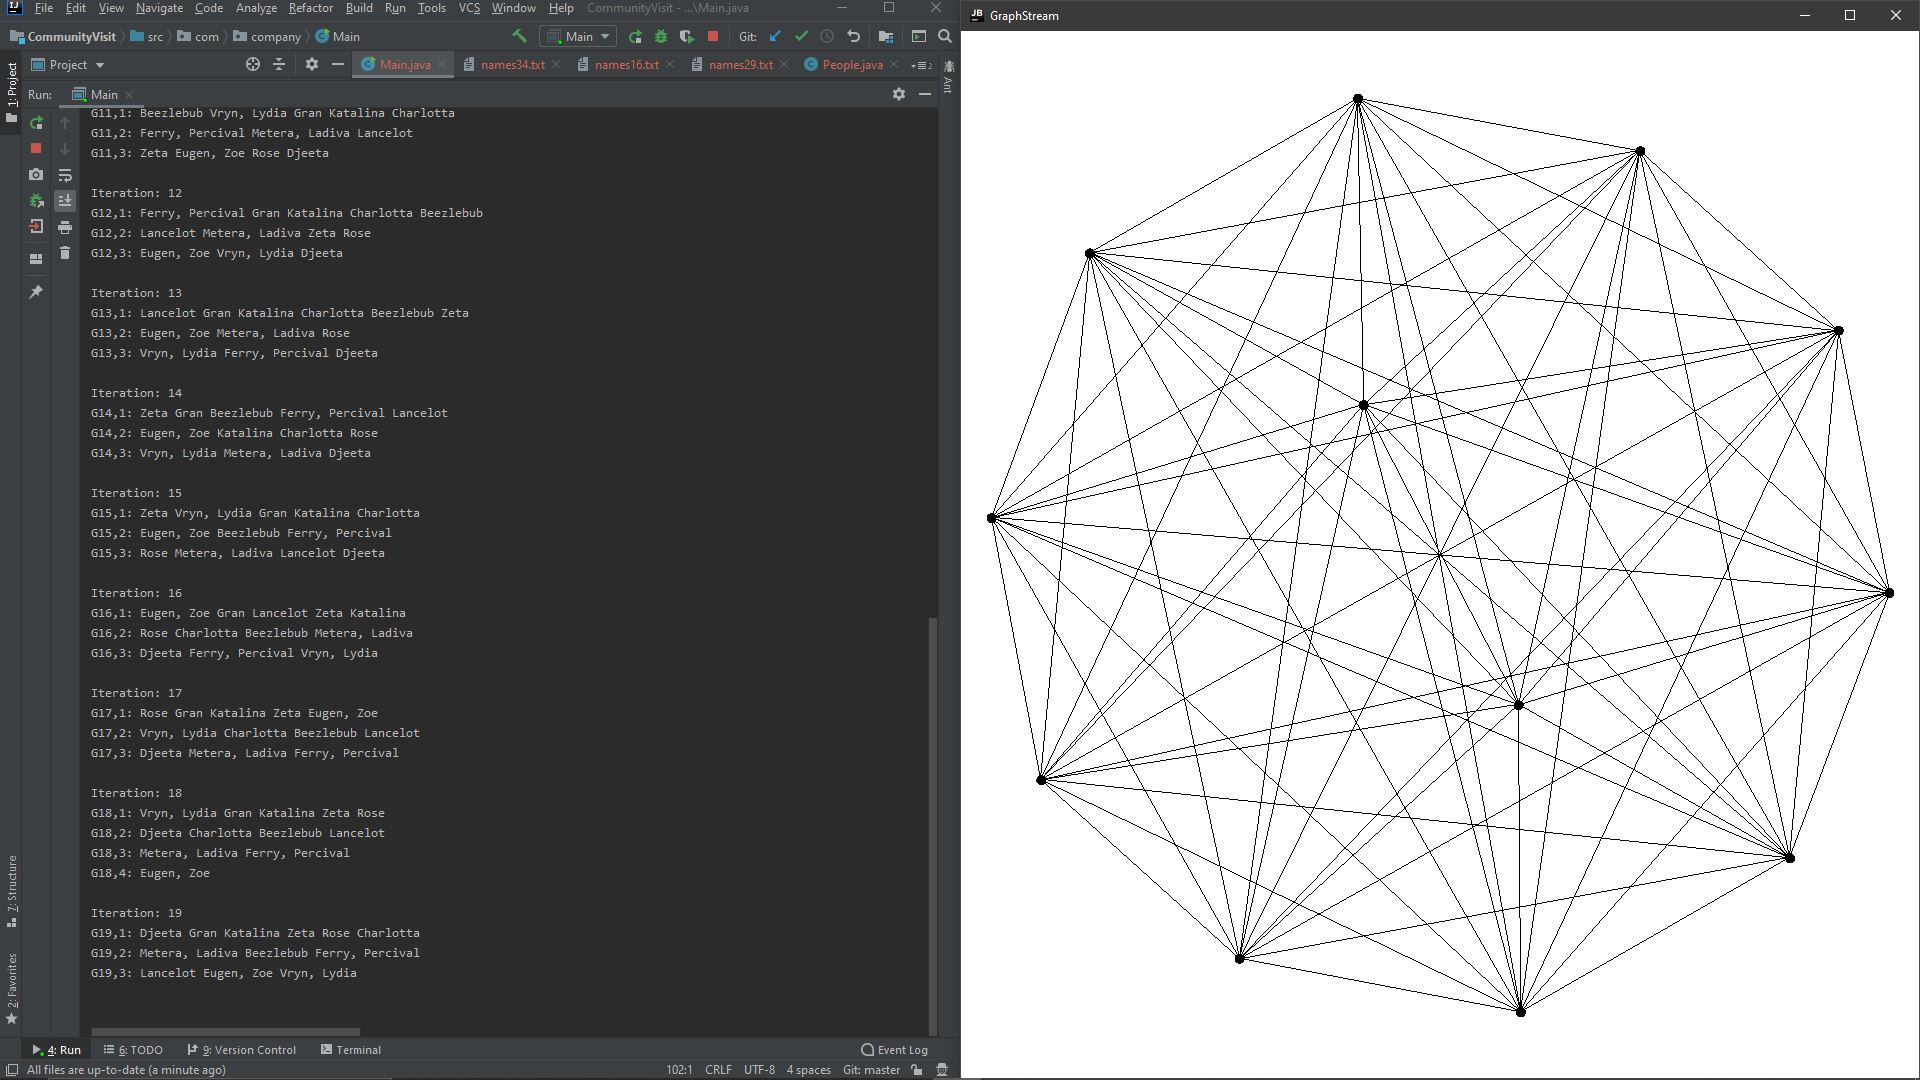 File Edit View Navigate Code Analyze Refactor Build Run Tools VCS Window Help CommunityVisit - ...\Main.java
CommunityVisit src com company Main Main Git:
Project Main.java names34.txt names16.txt names29.txt People.java
Run: Main
G11,1: Beezlebub Vryn, Lydia Gran Katalina Charlotta
G11,2: Ferry, Percival Metera, Ladiva Lancelot
G11,3: Zeta Eugen, Zoe Rose Djeeta
Iteration: 12
G12,1: Ferry, Percival Gran Katalina Charlotta Beezlebub
G12,2: Lancelot Metera, Ladiva Zeta Rose
G12,3: Eugen, Zoe Vryn, Lydia Djeeta
Iteration: 13
G13,1: Lancelot Gran Katalina Charlotta Beezlebub Zeta
G13,2: Eugen, Zoe Metera, Ladiva Rose
G13,3: Vryn, Lydia Ferry, Percival Djeeta
Iteration: 14
G14,1: Zeta Gran Beezlebub Ferry, Percival Lancelot
G14,2: Eugen, Zoe Katalina Charlotta Rose
G14,3: Vryn, Lydia Metera, Ladiva Djeeta
Iteration: 15
G15,1: Zeta Vryn, Lydia Gran Katalina Charlotta
G15,2: Eugen, Zoe Beezlebub Ferry, Percival
G15,3: Rose Metera, Ladiva Lancelot Djeeta
Iteration: 16
G16,1: Eugen, Zoe Gran Lancelot Zeta Katalina
G16,2: Rose Charlotta Beezlebub Metera, Ladiva
G16,3: Djeeta Ferry, Percival Vryn, Lydia
Iteration: 17
G17,1: Rose Gran Katalina Zeta Eugen, Zoe
G17,2: Vryn, Lydia Charlotta Beezlebub Lancelot
G17,3: Djeeta Metera, Ladiva Ferry, Percival
Iteration: 18
G18,1: Vryn, Lydia Gran Katalina Zeta Rose
G18,2: Djeeta Charlotta Beezlebub Lancelot
G18,3: Metera, Ladiva Ferry, Percival
G18,4: Eugen, Zoe
Iteration: 19
G19,1: Djeeta Gran Katalina Zeta Rose Charlotta
G19,2: Metera, Ladiva Beezlebub Ferry, Percival
G19,3: Lancelot Eugen, Zoe Vryn, Lydia
1: Project
7: Structure
2: Favorites
Ant
4: Run 6: TODO 9: Version Control Terminal Event Log
All files are up-to-date (a minute ago) 102:1 CRLF UTF-8 4 spaces Git: master
JB GraphStream